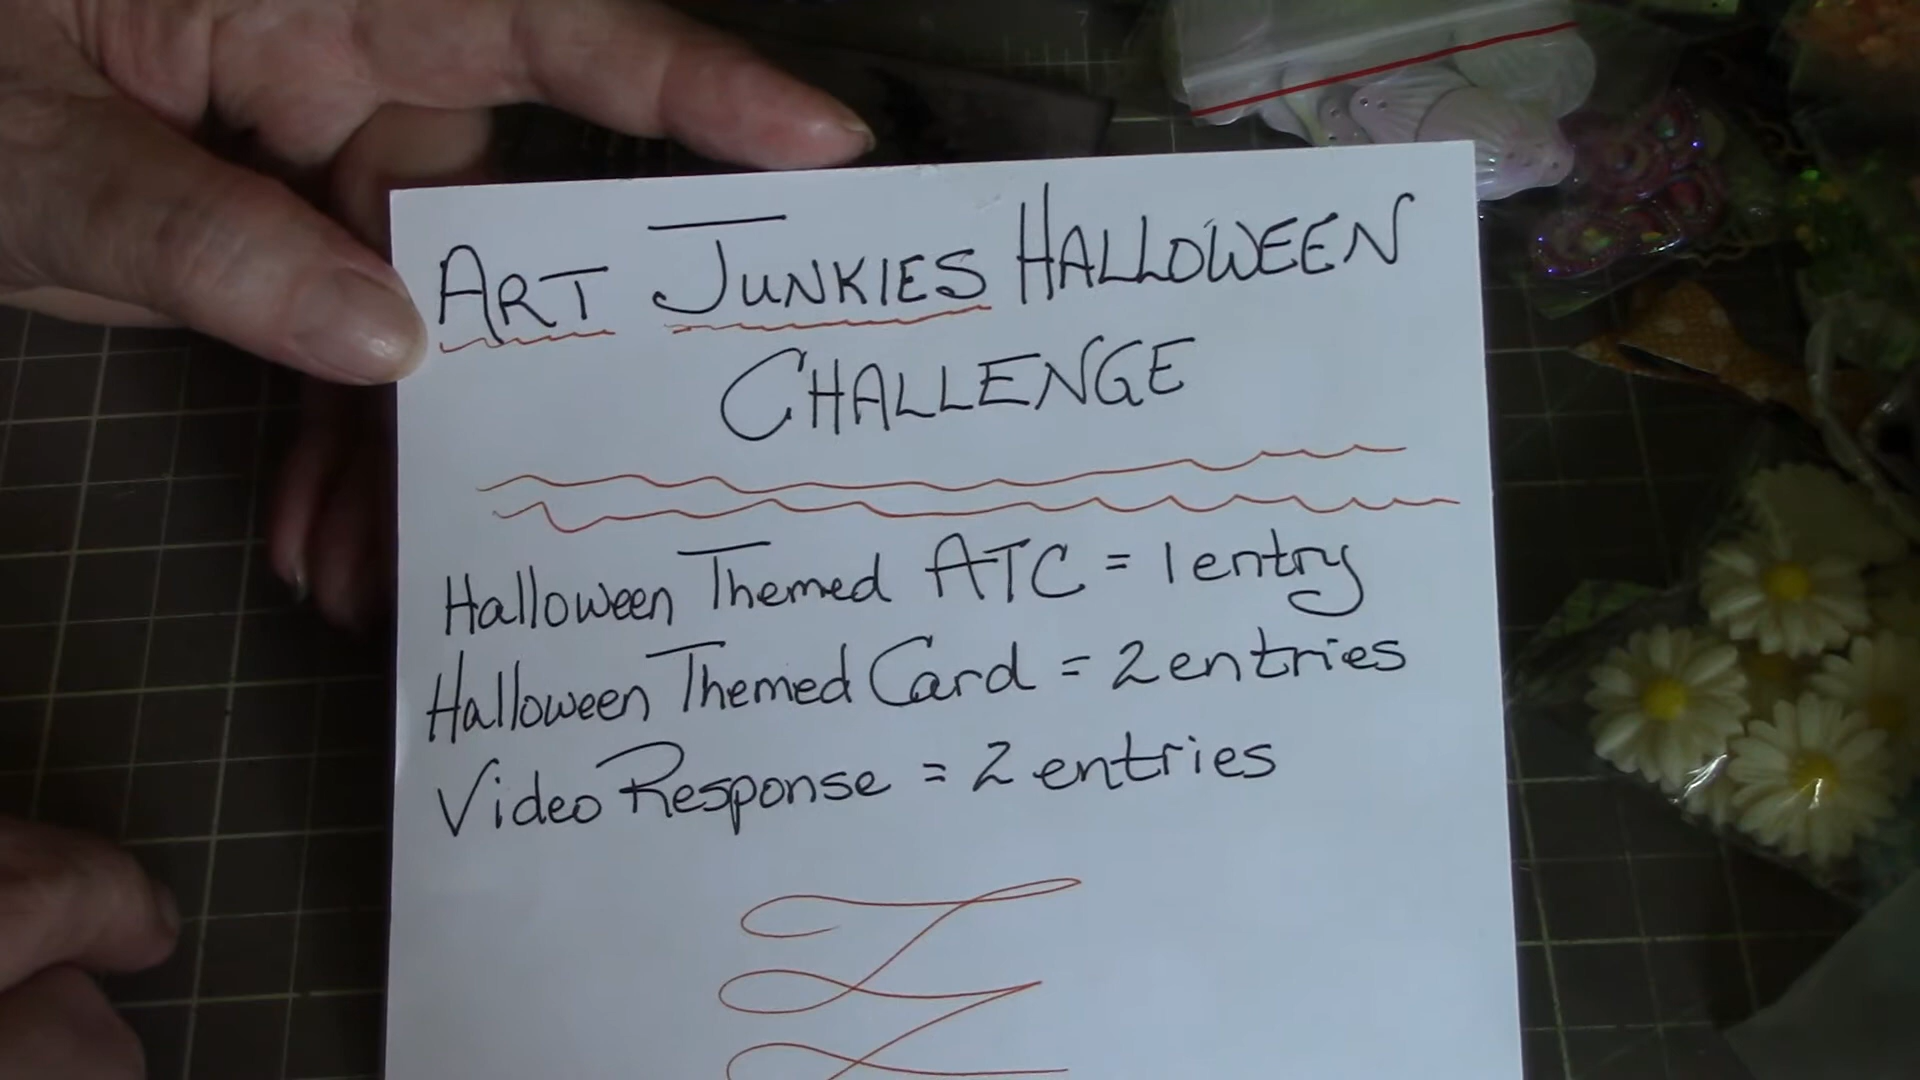 ART JUNKIES HALLOWEEN
CHALLENGE
Halloween Themed ATC = 1 entry
Halloween Themed Card = 2 entries
Video Response = 2 entries